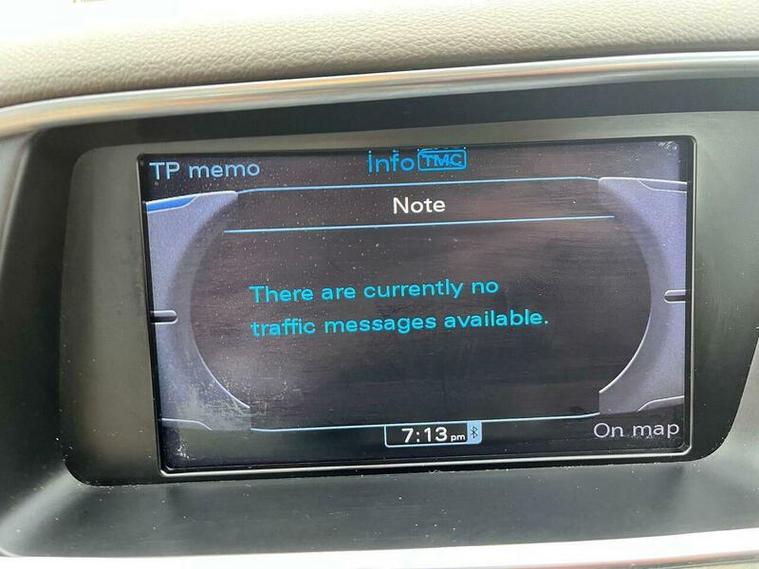 TP memo
Info TMC
Note
There are currently no
traffic messages available.
7:13 pm
On map